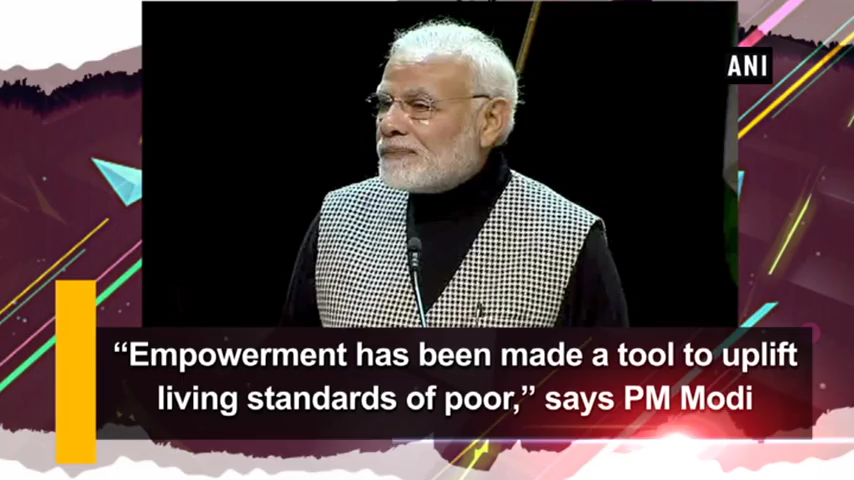 ANI
“Empowerment has been made a tool to uplift
living standards of poor,” says PM Modi